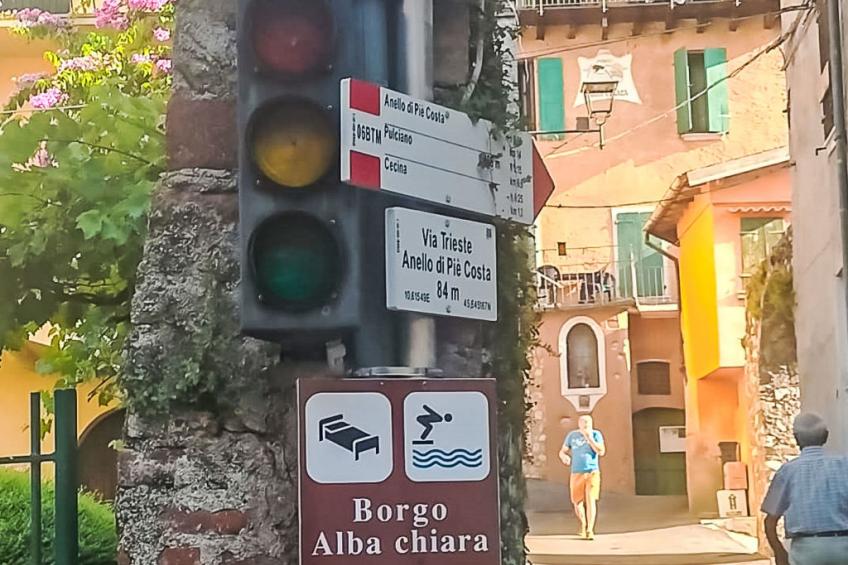 Anello di Piè Costa
06BTM
Pulciano
Cecina
Via Trieste
Anello di Piè Costa
84 m
10,61549E
45,645167N
Borgo
Alba chiara